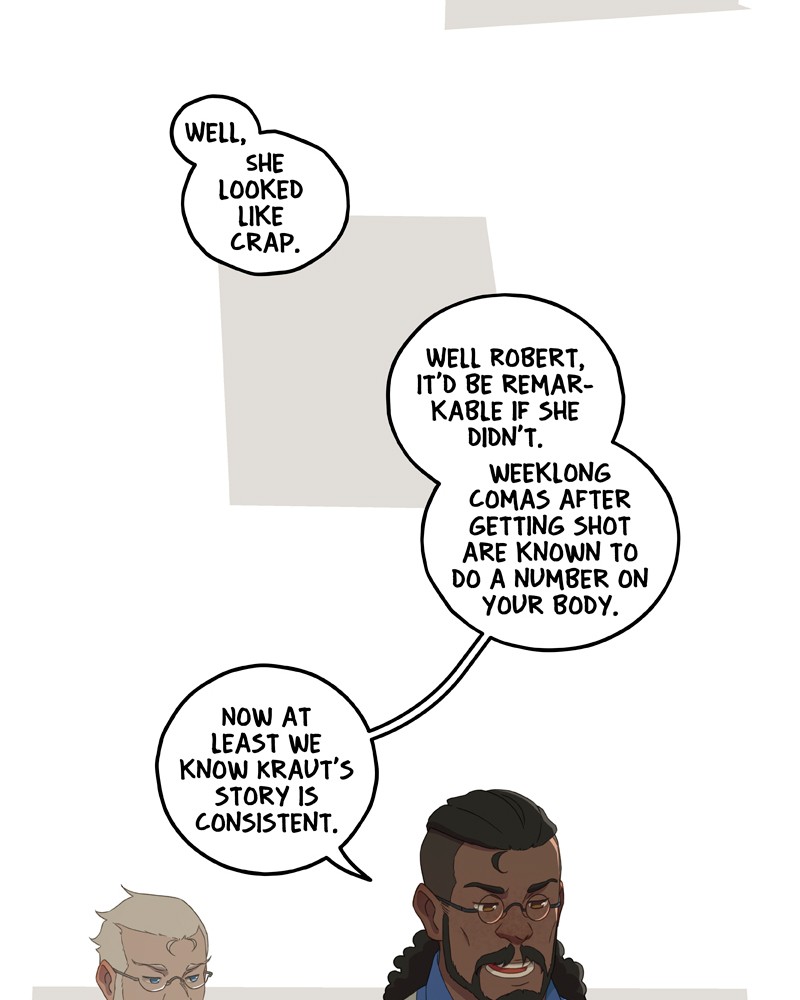 WELL,
SHE
LOOKED
LIKE
CRAP.
WELL ROBERT,
IT'D BE REMAR-
KABLE IF SHE
DIDN'T.
WEEKLONG
COMAS AFTER
GETTING SHOT
ARE KNOWN TO
DO A NUMBER ON
YOUR BODY.
NOW AT
LEAST WE
KNOW KRAUT'S
STORY IS
CONSISTENT.